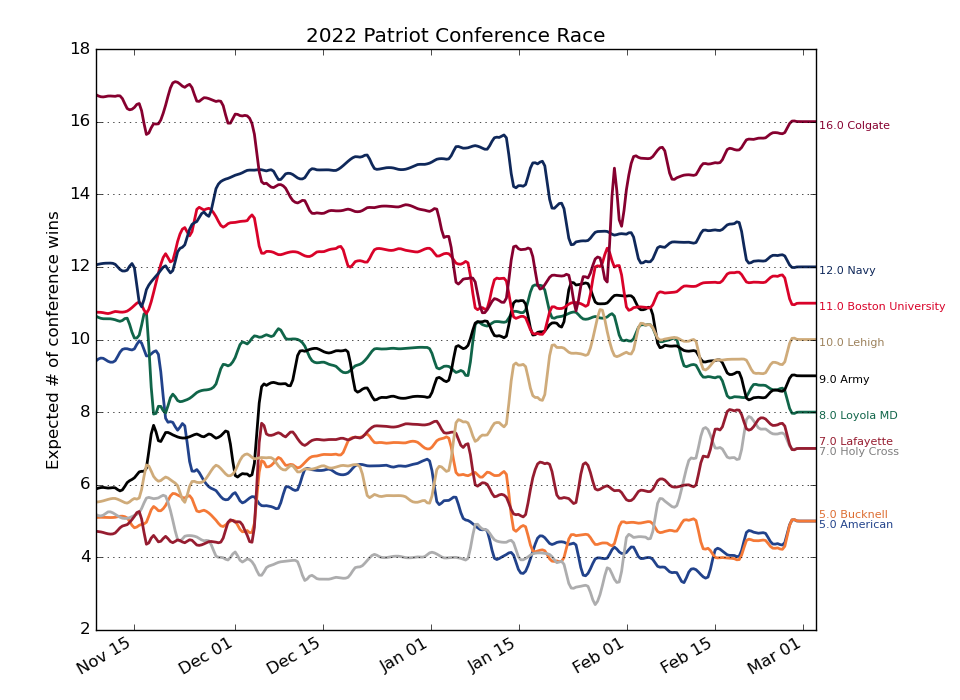 2022 Patriot Conference Race
Expected # of conference wins
18
16
14
12
10
8
6
4
2
16.0 Colgate
12.0 Navy
11.0 Boston University
10.0 Lehigh
9.0 Army
8.0 Loyola MD
7.0 Lafayette
7.0 Holy Cross
5.0 Bucknell
5.0 American
Nov 15
Dec 01
Dec 15
Jan 01
Jan 15
Feb 01
Feb 15
Mar 01